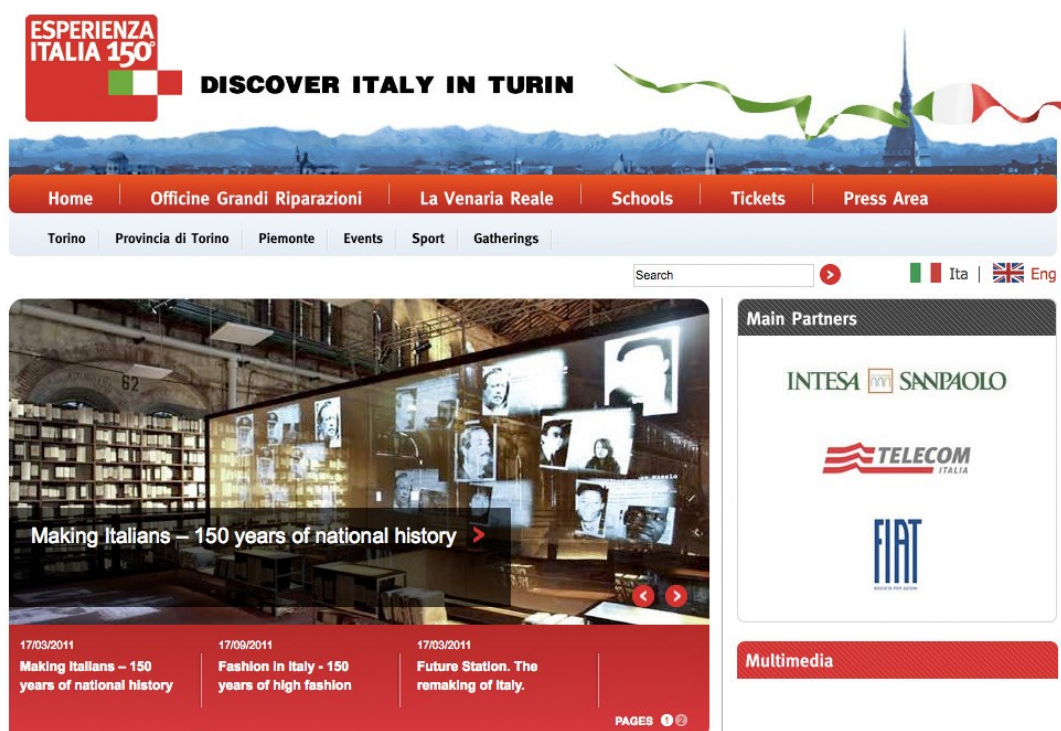 ESPERIENZA
ITALIA 150°
DISCOVER ITALY IN TURIN
Home
Officine Grandi Riparazioni
La Venaria Reale
Schools
Tickets
Press Area
Torino
Provincia di Torino
Piemonte
Events
Sport
Gatherings
Search
Ita |
Eng
62
Making Italians – 150 years of national history
17/03/2011
Making Italians – 150
years of national history
17/09/2011
Fashion in Italy - 150
years of high fashion
17/03/2011
Future Station. The
remaking of Italy.
PAGES 1 2
Main Partners
INTESA SANPAOLO
TELECOM
ITALIA
FIAT
Multimedia